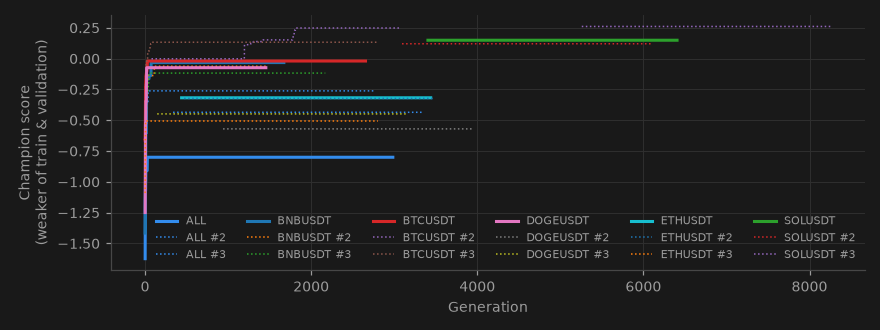 Champion score
(weaker of train & validation)
0.25
0.00
−0.25
−0.50
−0.75
−1.00
−1.25
−1.50
ALL BNBUSDT BTCUSDT DOGEUSDT ETHUSDT SOLUSDT
ALL #2 BNBUSDT #2 BTCUSDT #2 DOGEUSDT #2 ETHUSDT #2 SOLUSDT #2
ALL #3 BNBUSDT #3 BTCUSDT #3 DOGEUSDT #3 ETHUSDT #3 SOLUSDT #3
0 2000 4000 6000 8000
Generation